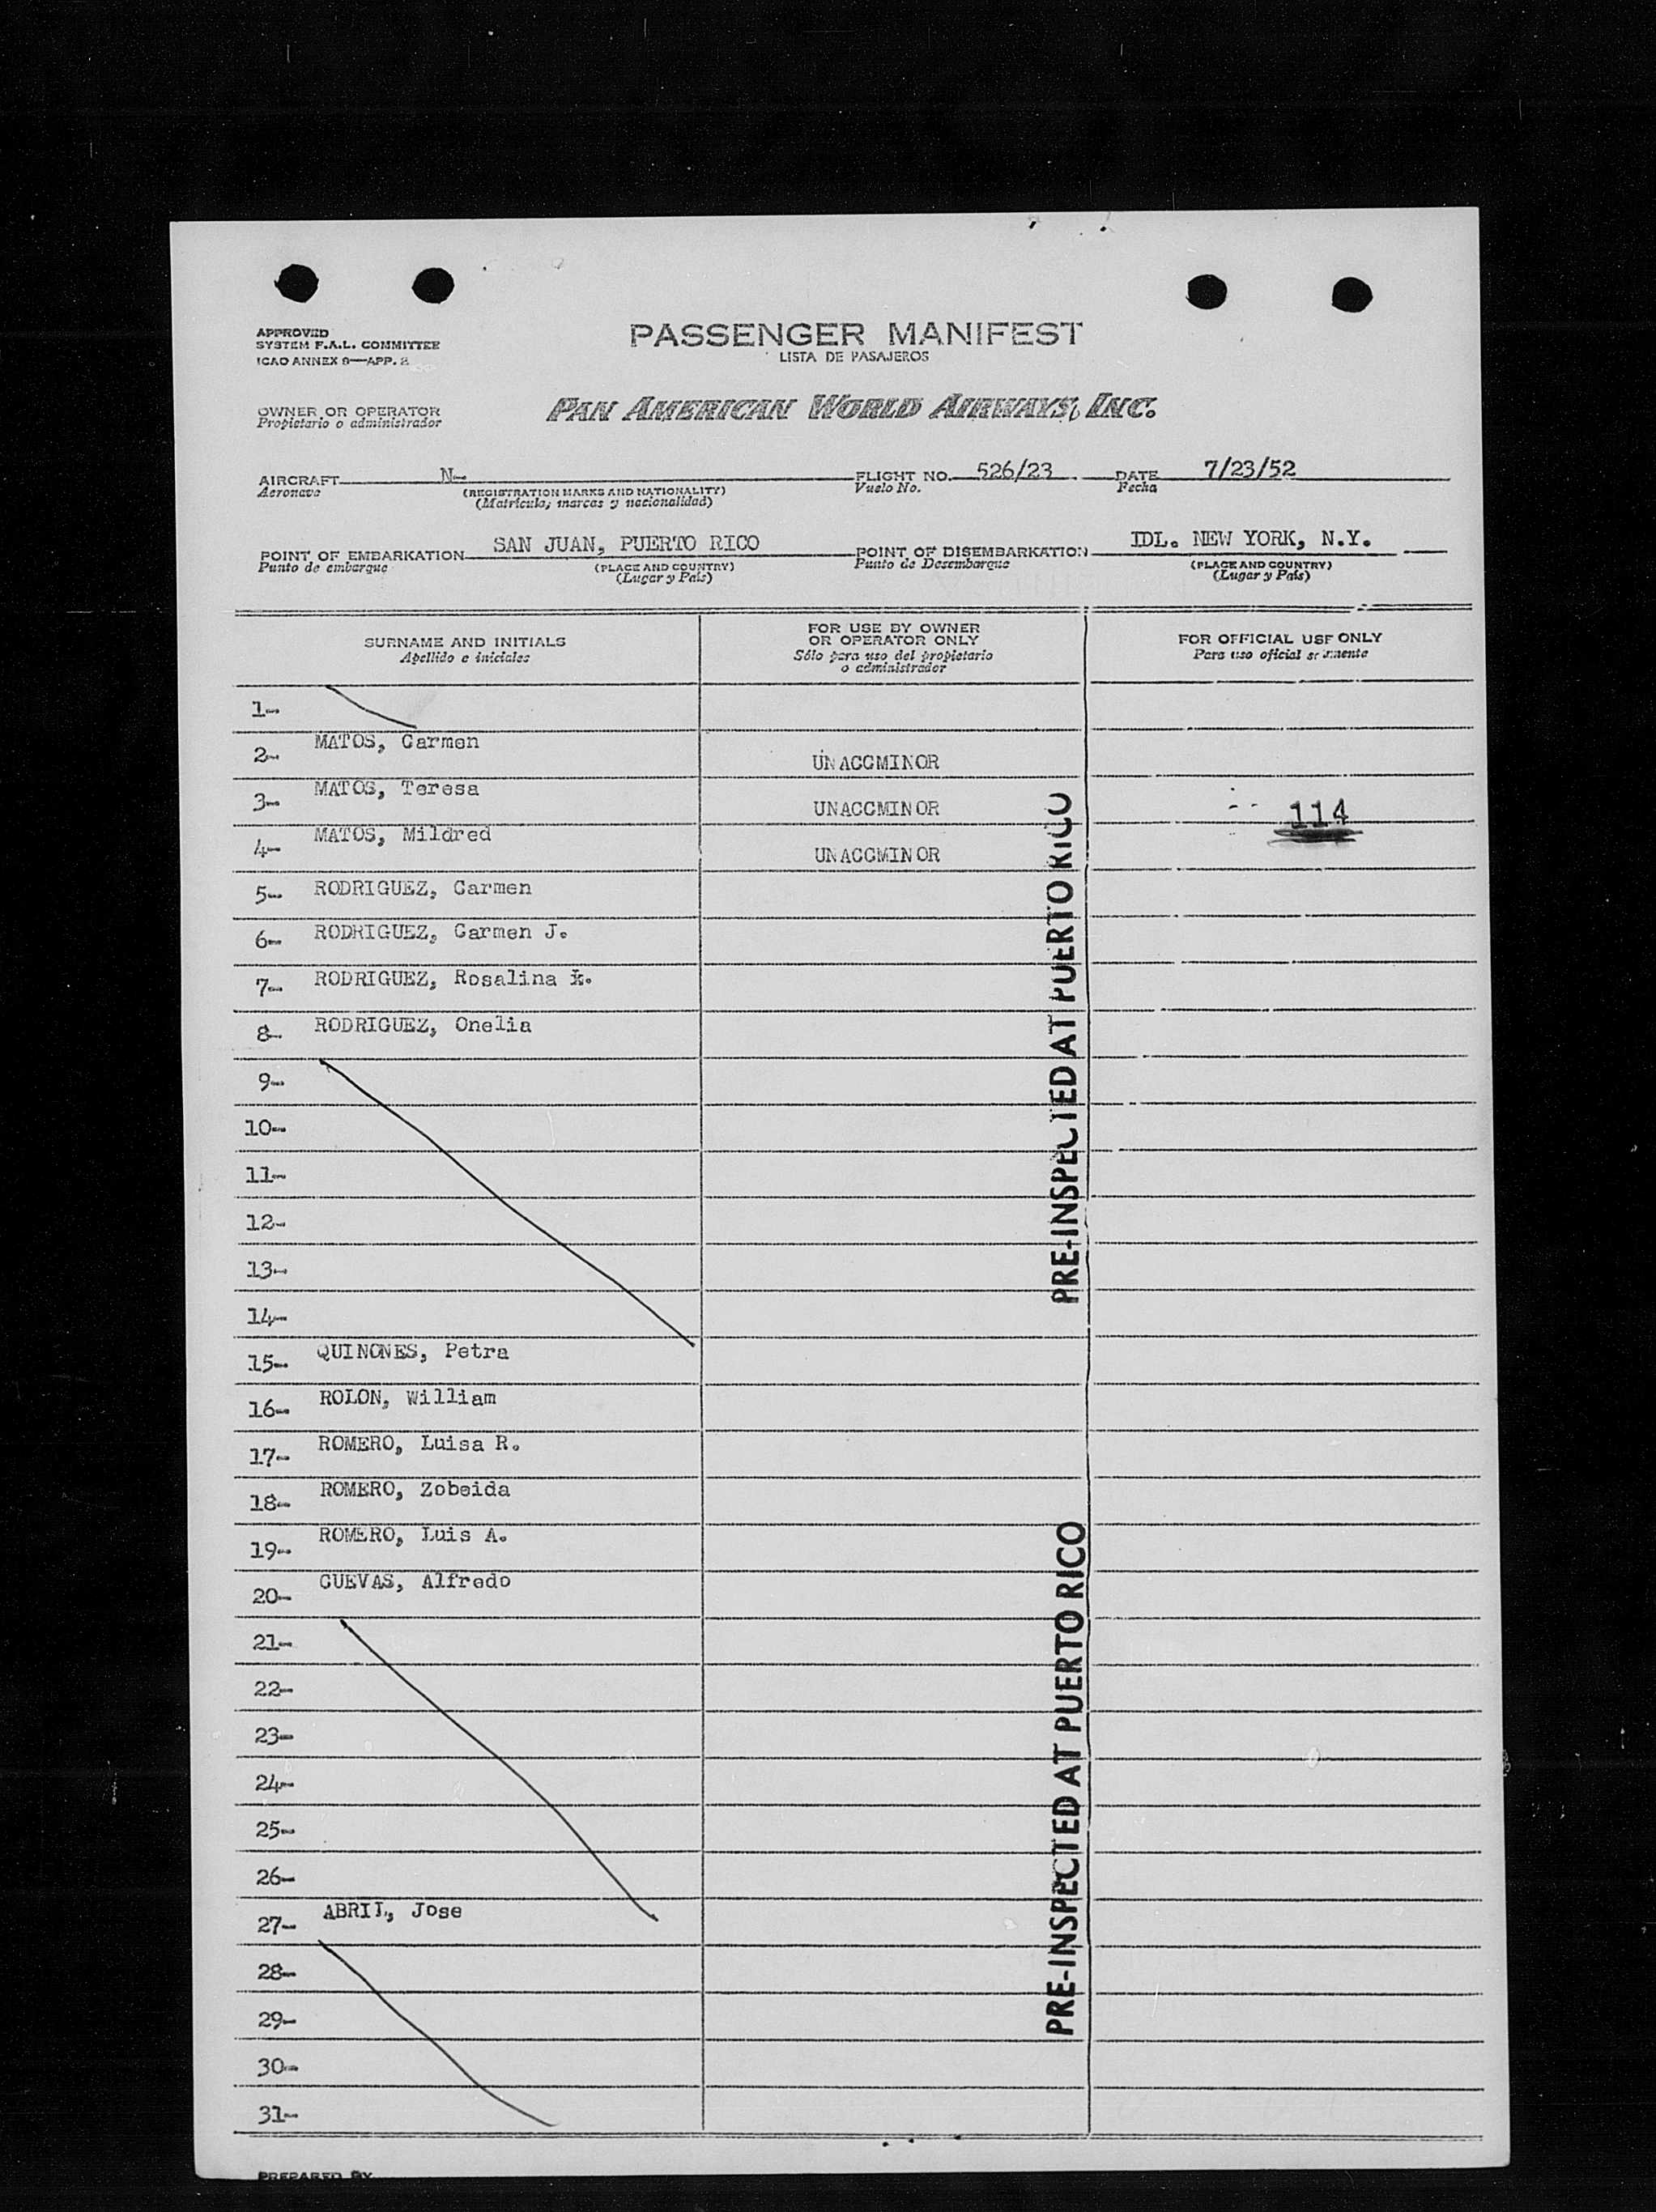 APPROVED
SYSTEM F.A.L. COMMITTEE
ICAO ANNEX 9—APP. 2
PASSENGER MANIFEST
LISTA DE PASAJEROS
OWNER OR OPERATOR
Propietario o administrador
PAN AMERICAN WORLD AIRWAYS, INC.
AIRCRAFT N-
Aeronave
(REGISTRATION MARKS AND NATIONALITY)
(Matrícula, marcas y nacionalidad)
FLIGHT NO. 526/23
Vuelo No.
DATE 7/23/52
Fecha
POINT OF EMBARKATION SAN JUAN, PUERTO RICO
Punto de embarque
(PLACE AND COUNTRY)
(Lugar y País)
POINT OF DISEMBARKATION IDL. NEW YORK, N.Y.
Punto de Desembarque
(PLACE AND COUNTRY)
(Lugar y País)
SURNAME AND INITIALS
Apellido e iniciales
FOR USE BY OWNER
OR OPERATOR ONLY
Sólo para uso del propietario
o administrador
FOR OFFICIAL USE ONLY
Para uso oficial solamente
1-
2- MATOS, Carmen UNACCMINOR
3- MATOS, Teresa UNACCMINOR
114
4- MATOS, Mildred UNACCMINOR
5- RODRIGUEZ, Carmen
6- RODRIGUEZ, Carmen J.
7- RODRIGUEZ, Rosalina
8- RODRIGUEZ, Onelia
9-
10-
11-
12-
13-
14-
15- QUINONES, Petra
16- ROLON, William
17- ROMERO, Luisa R.
18- ROMERO, Zobeida
19- ROMERO, Luis A.
20- CUEVAS, Alfredo
21-
22-
23-
24-
25-
26-
27- ABRIL, Jose
28-
29-
30-
31-
PRE-INSPECTED AT PUERTO RICO
PRE-INSPECTED AT PUERTO RICO
PREPARED BY